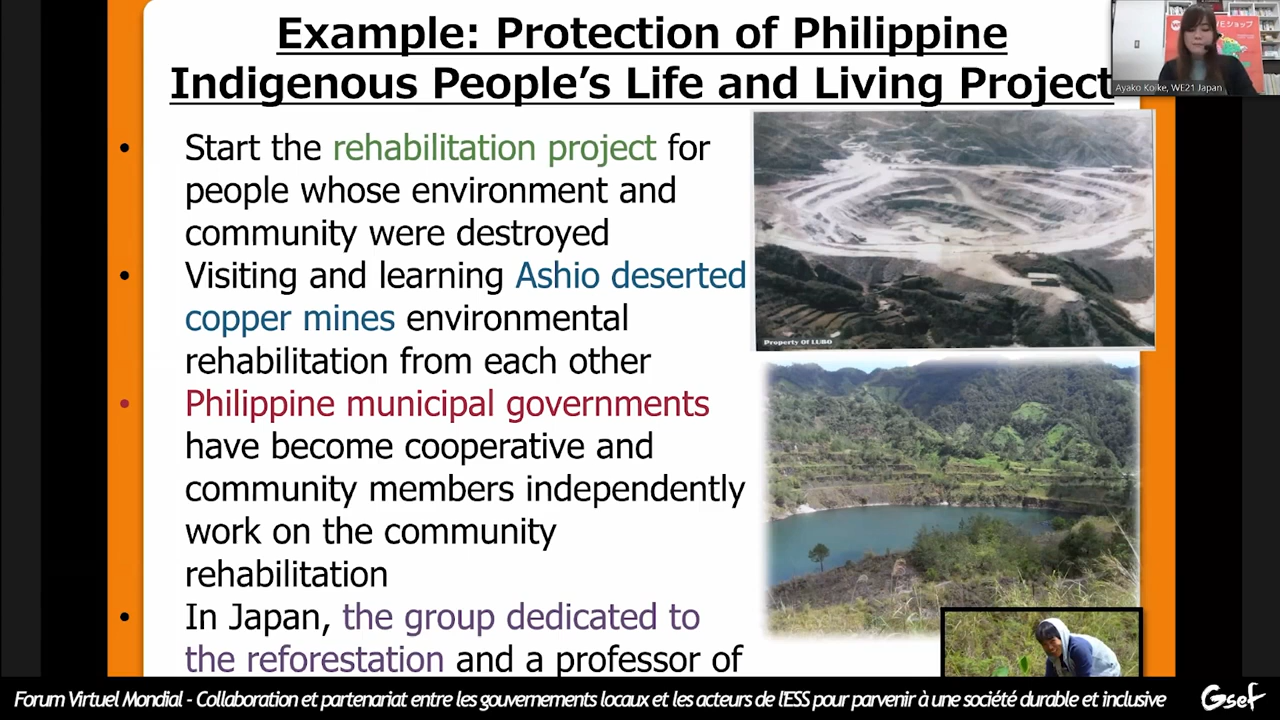 Example: Protection of Philippine
Indigenous People's Life and Living Project
Ayako Koike, WE21 Japan
• Start the rehabilitation project for
people whose environment and
community were destroyed
• Visiting and learning Ashio deserted
copper mines environmental
rehabilitation from each other
• Philippine municipal governments
have become cooperative and
community members independently
work on the community
rehabilitation
• In Japan, the group dedicated to
the reforestation and a professor of
Property Of LUBO
Forum Virtuel Mondial - Collaboration et partenariat entre les gouvernements locaux et les acteurs de l'ESS pour parvenir à une société durable et inclusive
Gsef